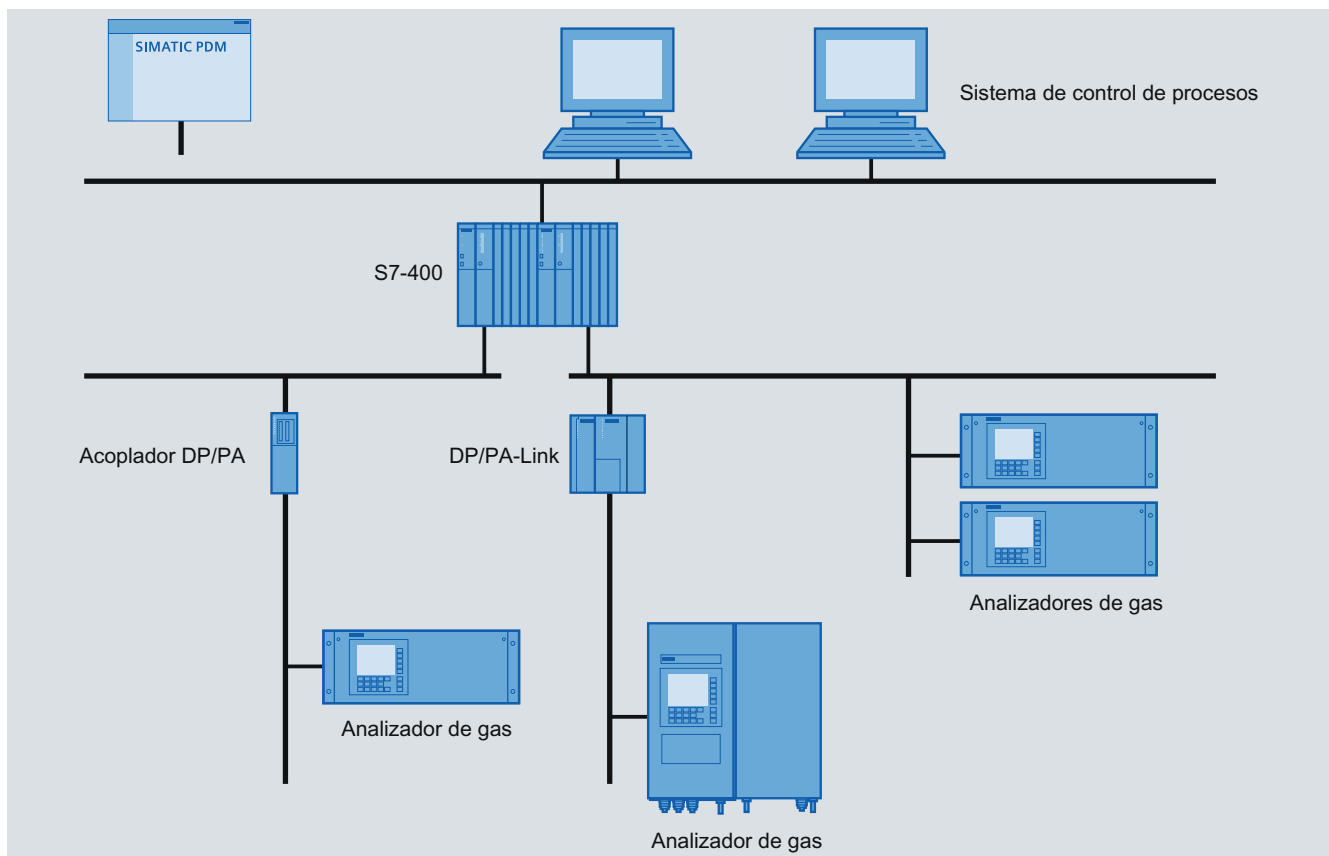 SIMATIC PDM
Sistema de control de procesos
S7-400
Acoplador DP/PA
DP/PA-Link
Analizadores de gas
Analizador de gas
Analizador de gas